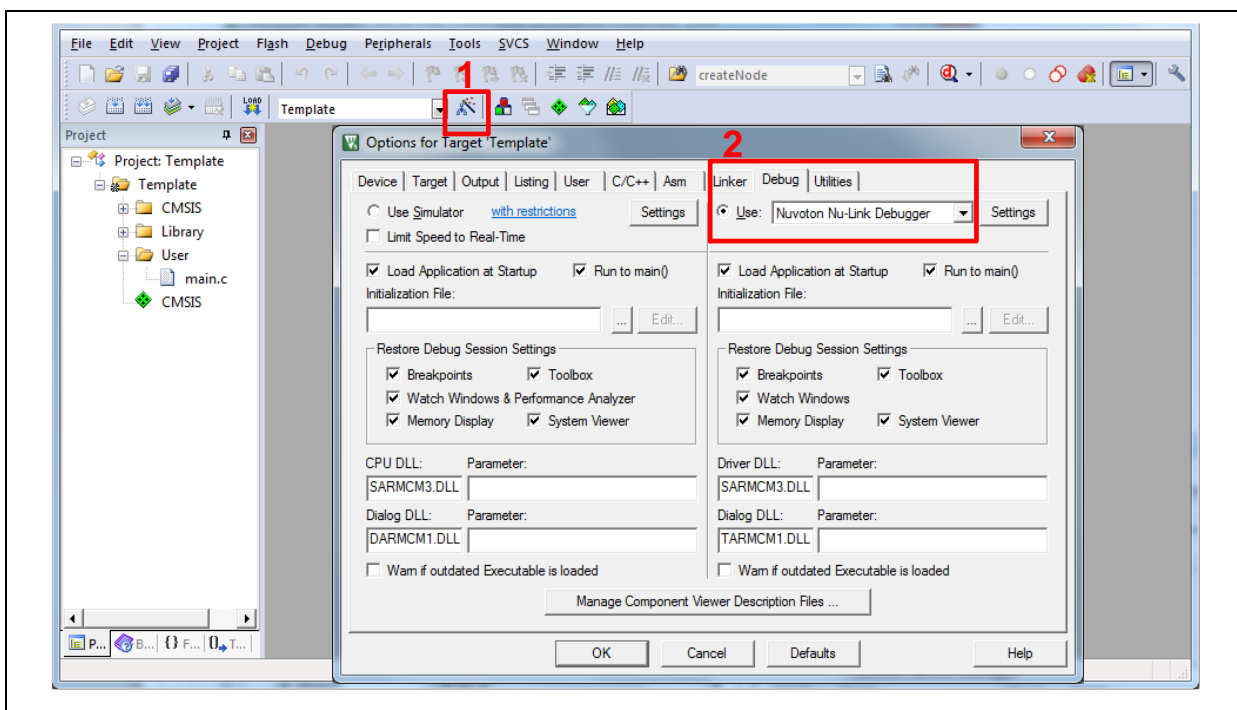 File Edit View Project Flash Debug Peripherals Tools SVCS Window Help
1
createNode
LOAD
Template
Project
Project: Template
Template
CMSIS
Library
User
main.c
CMSIS
P... B... {} F... 0 T...
Options for Target 'Template'
2
Device Target Output Listing User C/C++ Asm Linker Debug Utilities
Use Simulator with restrictions Settings Use: Nuvoton Nu-Link Debugger Settings
Limit Speed to Real-Time
Load Application at Startup Run to main() Load Application at Startup Run to main()
Initialization File: Initialization File:
... Edit... ... Edit...
Restore Debug Session Settings Restore Debug Session Settings
Breakpoints Toolbox Breakpoints Toolbox
Watch Windows & Performance Analyzer Watch Windows
Memory Display System Viewer Memory Display System Viewer
CPU DLL: Parameter: Driver DLL: Parameter:
SARMCM3.DLL SARMCM3.DLL
Dialog DLL: Parameter: Dialog DLL: Parameter:
DARMCM1.DLL TARMCM1.DLL
Warn if outdated Executable is loaded Warn if outdated Executable is loaded
Manage Component Viewer Description Files ...
OK Cancel Defaults Help